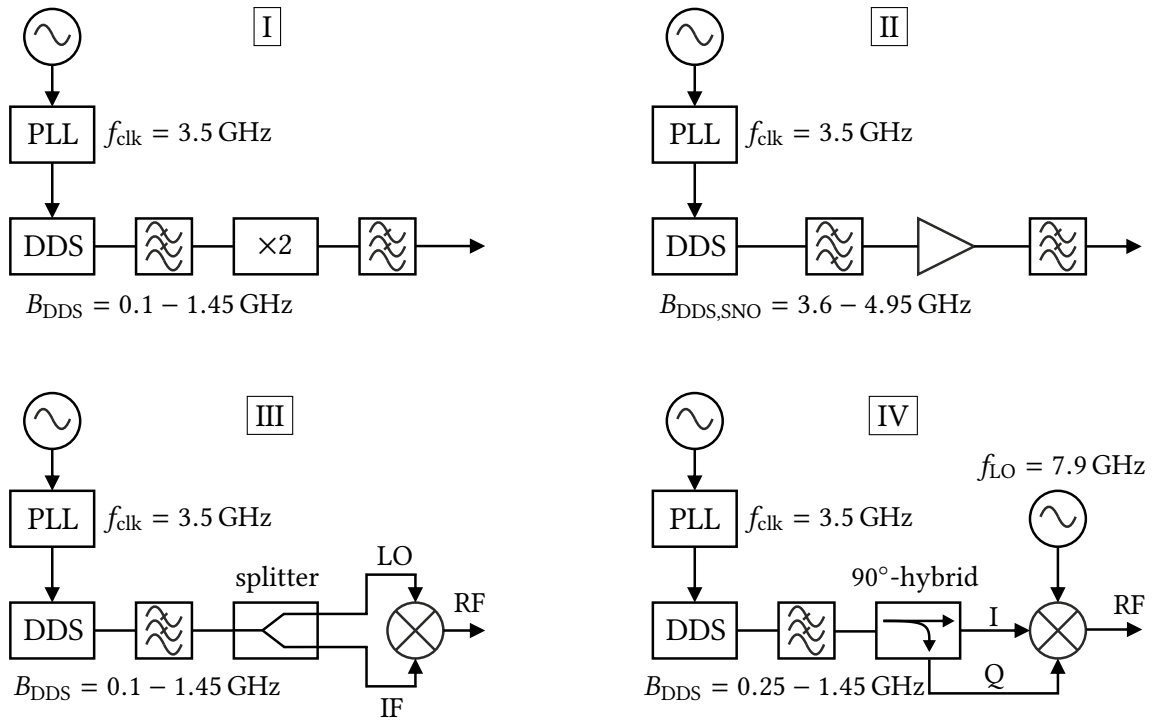 I
PLL
f_clk = 3.5 GHz
DDS
×2
B_DDS = 0.1 − 1.45 GHz
II
PLL
f_clk = 3.5 GHz
DDS
B_DDS,SNO = 3.6 − 4.95 GHz
III
PLL
f_clk = 3.5 GHz
splitter
LO
DDS
RF
B_DDS = 0.1 − 1.45 GHz
IF
IV
f_LO = 7.9 GHz
PLL
f_clk = 3.5 GHz
90°-hybrid
DDS
I
RF
B_DDS = 0.25 − 1.45 GHz
Q